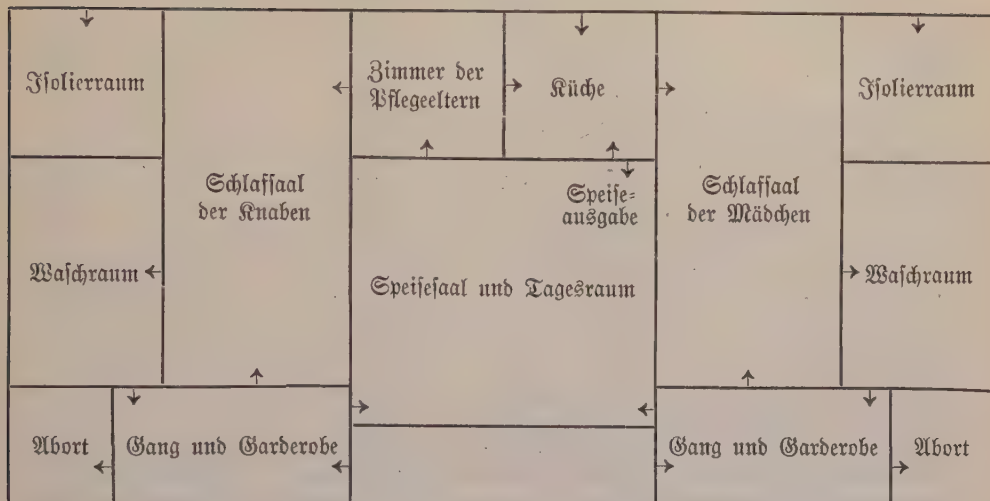 Isolierraum
Zimmer der
Pflegeeltern
Küche
Isolierraum
Schlafsaal
der Knaben
Speise=
ausgabe
Schlafsaal
der Mädchen
Waschraum
Speisesaal und Tagesraum
Waschraum
Abort
Gang und Garderobe
Gang und Garderobe
Abort